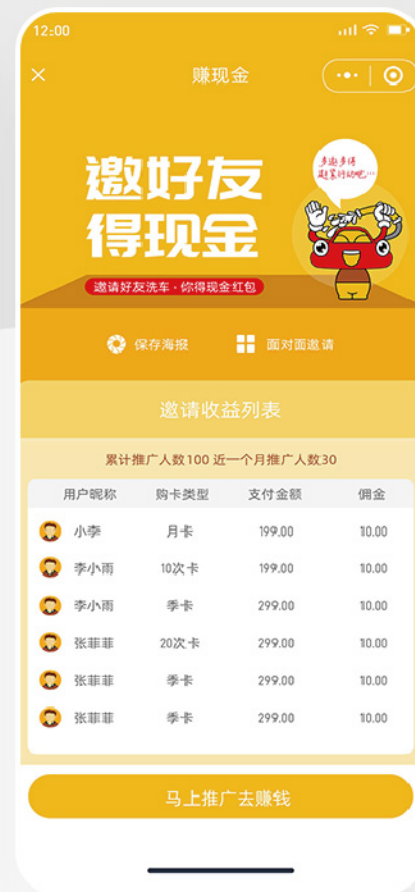 12:00
赚现金
邀好友
得现金
多邀多得
赶紧行动吧…
邀请好友洗车·你得现金红包
保存海报 面对面邀请
邀请收益列表
累计推广人数100 近一个月推广人数30
用户昵称 购卡类型 支付金额 佣金
小李 月卡 199.00 10.00
李小雨 10次卡 199.00 10.00
李小雨 季卡 299.00 10.00
张菲菲 20次卡 299.00 10.00
张菲菲 季卡 299.00 10.00
张菲菲 季卡 299.00 10.00
马上推广去赚钱